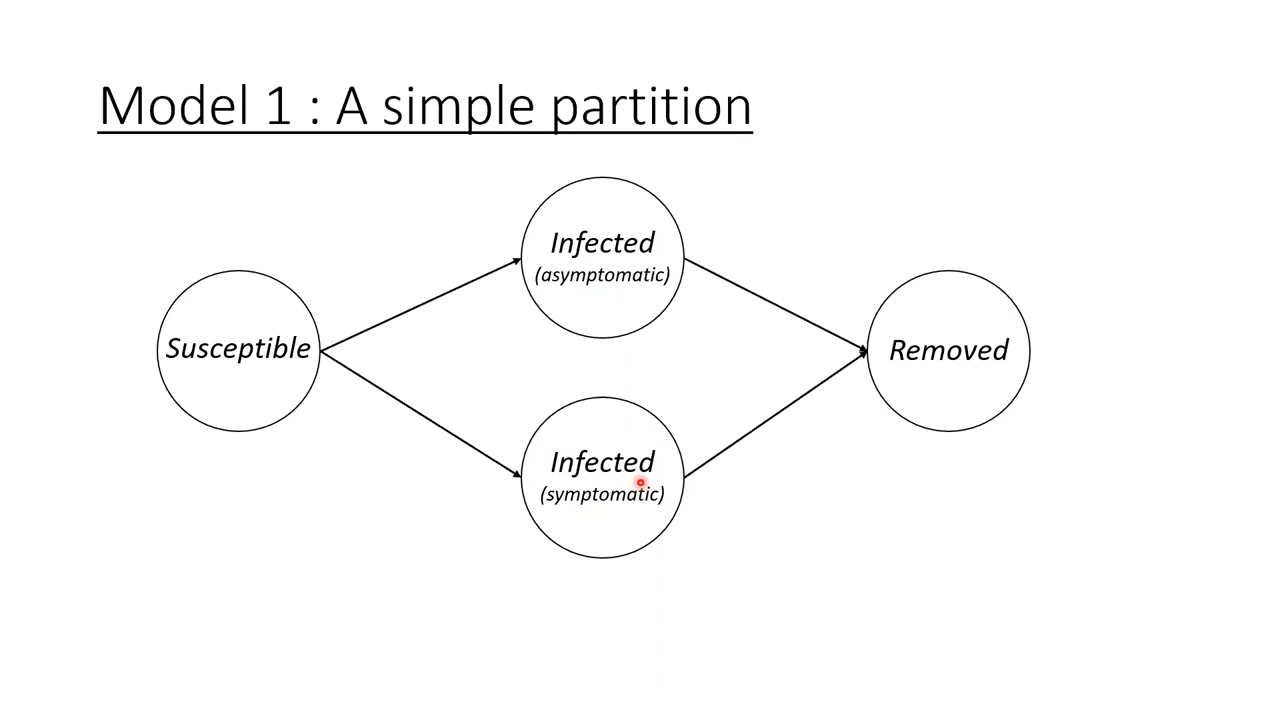 Model 1 : A simple partition
Infected
(asymptomatic)
Susceptible
Removed
Infected
(symptomatic)